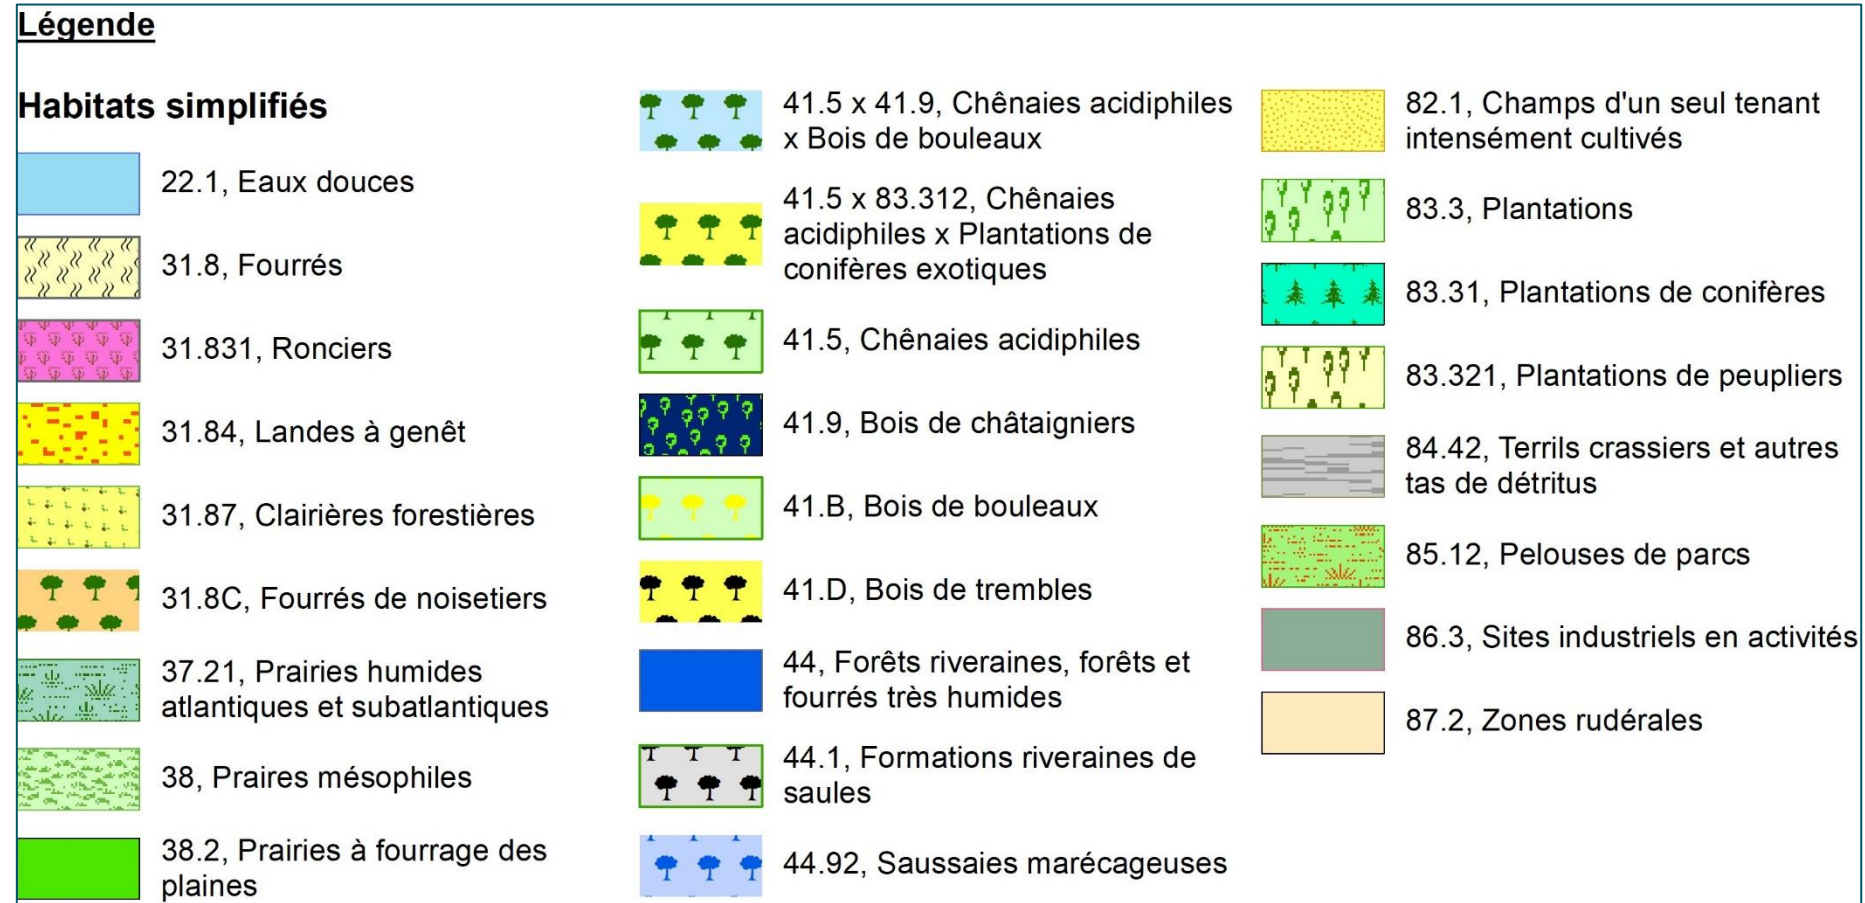 Légende
Habitats simplifiés
22.1, Eaux douces
31.8, Fourrés
31.831, Ronciers
31.84, Landes à genêt
31.87, Clairières forestières
31.8C, Fourrés de noisetiers
37.21, Prairies humides
atlantiques et subatlantiques
38, Praires mésophiles
38.2, Prairies à fourrage des
plaines
41.5 x 41.9, Chênaies acidiphiles
x Bois de bouleaux
41.5 x 83.312, Chênaies
acidiphiles x Plantations de
conifères exotiques
41.5, Chênaies acidiphiles
41.9, Bois de châtaigniers
41.B, Bois de bouleaux
41.D, Bois de trembles
44, Forêts riveraines, forêts et
fourrés très humides
44.1, Formations riveraines de
saules
44.92, Saussaies marécageuses
82.1, Champs d'un seul tenant
intensément cultivés
83.3, Plantations
83.31, Plantations de conifères
83.321, Plantations de peupliers
84.42, Terrils crassiers et autres
tas de détritus
85.12, Pelouses de parcs
86.3, Sites industriels en activités
87.2, Zones rudérales